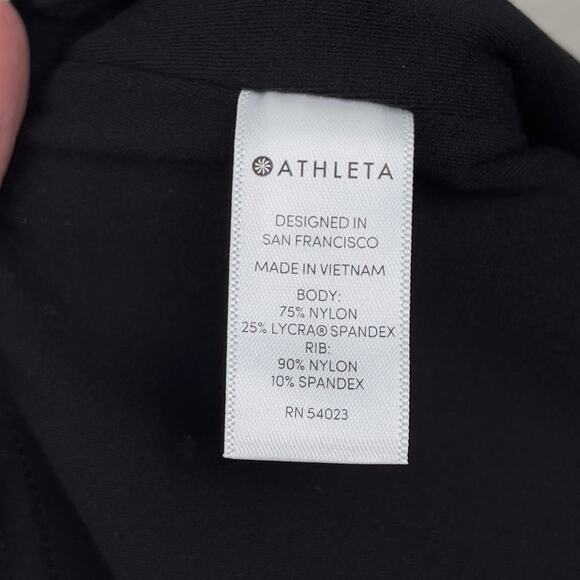 ATHLETA
DESIGNED IN
SAN FRANCISCO
MADE IN VIETNAM
BODY:
75% NYLON
25% LYCRA® SPANDEX
RIB:
90% NYLON
10% SPANDEX
RN 54023